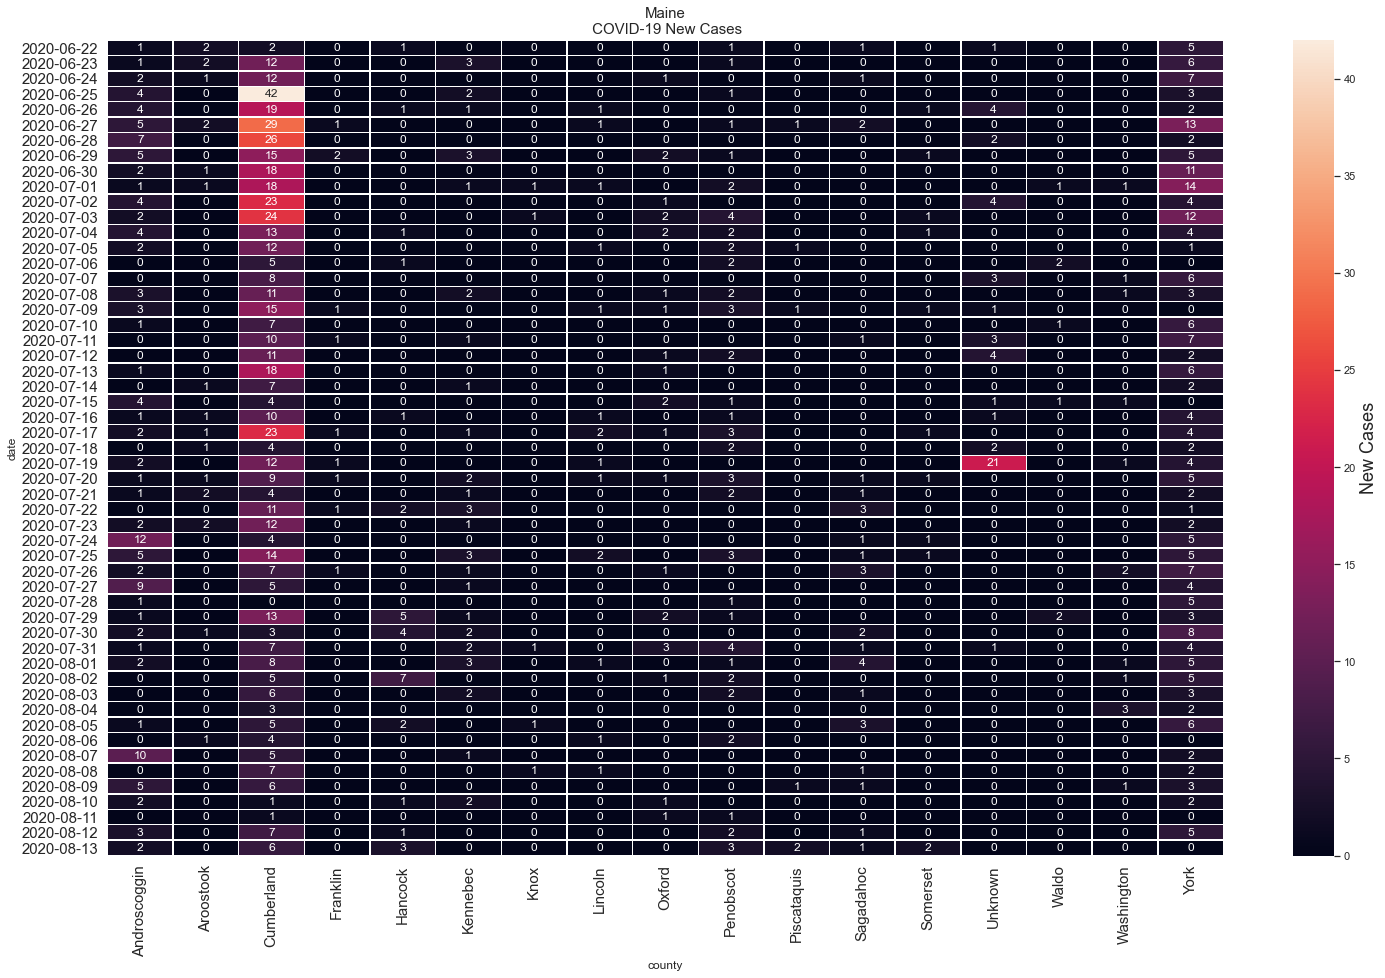 Maine
COVID-19 New Cases
2020-06-22 1 2 2 0 1 0 0 0 0 1 0 1 0 1 0 0 5
2020-06-23 1 2 12 0 0 3 0 0 0 1 0 0 0 0 0 0 6
2020-06-24 2 1 12 0 0 0 0 0 1 0 0 1 0 0 0 0 7
2020-06-25 4 0 42 0 0 2 0 0 0 1 0 0 0 0 0 0 3
2020-06-26 4 0 19 0 1 1 0 1 0 0 0 0 1 4 0 0 2
2020-06-27 5 2 29 1 0 0 0 1 0 1 1 2 0 0 0 0 13
2020-06-28 7 0 26 0 0 0 0 0 0 0 0 0 0 2 0 0 2
2020-06-29 5 0 15 2 0 3 0 0 2 1 0 0 1 0 0 0 5
2020-06-30 2 1 18 0 0 0 0 0 0 0 0 0 0 0 0 0 11
2020-07-01 1 1 18 0 0 1 1 1 0 2 0 0 0 0 1 1 14
2020-07-02 4 0 23 0 0 0 0 0 1 0 0 0 0 4 0 0 4
2020-07-03 2 0 24 0 0 0 1 0 2 4 0 0 1 0 0 0 12
2020-07-04 4 0 13 0 1 0 0 0 2 2 0 0 1 0 0 0 4
2020-07-05 2 0 12 0 0 0 0 1 0 2 1 0 0 0 0 0 1
2020-07-06 0 0 5 0 1 0 0 0 0 2 0 0 0 0 2 0 0
2020-07-07 0 0 8 0 0 0 0 0 0 0 0 0 0 3 0 1 6
2020-07-08 3 0 11 0 0 2 0 0 1 2 0 0 0 0 0 1 3
2020-07-09 3 0 15 1 0 0 0 1 1 3 1 0 1 1 0 0 0
2020-07-10 1 0 7 0 0 0 0 0 0 0 0 0 0 0 1 0 6
2020-07-11 0 0 10 1 0 1 0 0 0 0 0 1 0 3 0 0 7
2020-07-12 0 0 11 0 0 0 0 0 1 2 0 0 0 4 0 0 2
2020-07-13 1 0 18 0 0 0 0 0 1 0 0 0 0 0 0 0 6
2020-07-14 0 1 7 0 0 1 0 0 0 0 0 0 0 0 0 0 2
2020-07-15 4 0 4 0 0 0 0 0 2 1 0 0 0 1 1 1 0
2020-07-16 1 1 10 0 1 0 0 1 0 1 0 0 0 1 0 0 4
2020-07-17 2 1 23 1 0 1 0 2 1 3 0 0 1 0 0 0 4
2020-07-18 0 1 4 0 0 0 0 0 0 2 0 0 0 2 0 0 2
2020-07-19 2 0 12 1 0 0 0 1 0 0 0 0 0 21 0 1 4
2020-07-20 1 1 9 1 0 2 0 1 1 3 0 1 1 0 0 0 5
2020-07-21 1 2 4 0 0 1 0 0 0 2 0 1 0 0 0 0 2
2020-07-22 0 0 11 1 2 3 0 0 0 0 0 3 0 0 0 0 1
2020-07-23 2 2 12 0 0 1 0 0 0 0 0 0 0 0 0 0 2
2020-07-24 12 0 4 0 0 0 0 0 0 0 0 1 1 0 0 0 5
2020-07-25 5 0 14 0 0 3 0 2 0 3 0 1 1 0 0 0 5
2020-07-26 2 0 7 1 0 1 0 0 1 0 0 3 0 0 0 2 7
2020-07-27 9 0 5 0 0 1 0 0 0 0 0 0 0 0 0 0 4
2020-07-28 1 0 0 0 0 0 0 0 0 1 0 0 0 0 0 0 5
2020-07-29 1 0 13 0 5 1 0 0 2 1 0 0 0 0 2 0 3
2020-07-30 2 1 3 0 4 2 0 0 0 0 0 2 0 0 0 0 8
2020-07-31 1 0 7 0 0 2 1 0 3 4 0 1 0 1 0 0 4
2020-08-01 2 0 8 0 0 3 0 1 0 1 0 4 0 0 0 1 5
2020-08-02 0 0 5 0 7 0 0 0 1 2 0 0 0 0 0 1 5
2020-08-03 0 0 6 0 0 2 0 0 0 2 0 1 0 0 0 0 3
2020-08-04 0 0 3 0 0 0 0 0 0 0 0 0 0 0 0 3 2
2020-08-05 1 0 5 0 2 0 1 0 0 0 0 3 0 0 0 0 6
2020-08-06 0 1 4 0 0 0 0 1 0 2 0 0 0 0 0 0 0
2020-08-07 10 0 5 0 0 1 0 0 0 0 0 0 0 0 0 0 2
2020-08-08 0 0 7 0 0 0 1 1 0 0 0 1 0 0 0 0 2
2020-08-09 5 0 6 0 0 0 0 0 0 0 1 1 0 0 0 1 3
2020-08-10 2 0 1 0 1 2 0 0 1 0 0 0 0 0 0 0 2
2020-08-11 0 0 1 0 0 0 0 0 1 1 0 0 0 0 0 0 0
2020-08-12 3 0 7 0 1 0 0 0 0 2 0 1 0 0 0 0 5
2020-08-13 2 0 6 0 3 0 0 0 0 3 2 1 2 0 0 0 0
date
Androscoggin
Aroostook
Cumberland
Franklin
Hancock
Kennebec
Knox
Lincoln
Oxford
Penobscot
Piscataquis
Sagadahoc
Somerset
Unknown
Waldo
Washington
York
county
40
35
30
25
20
15
10
5
0
New Cases